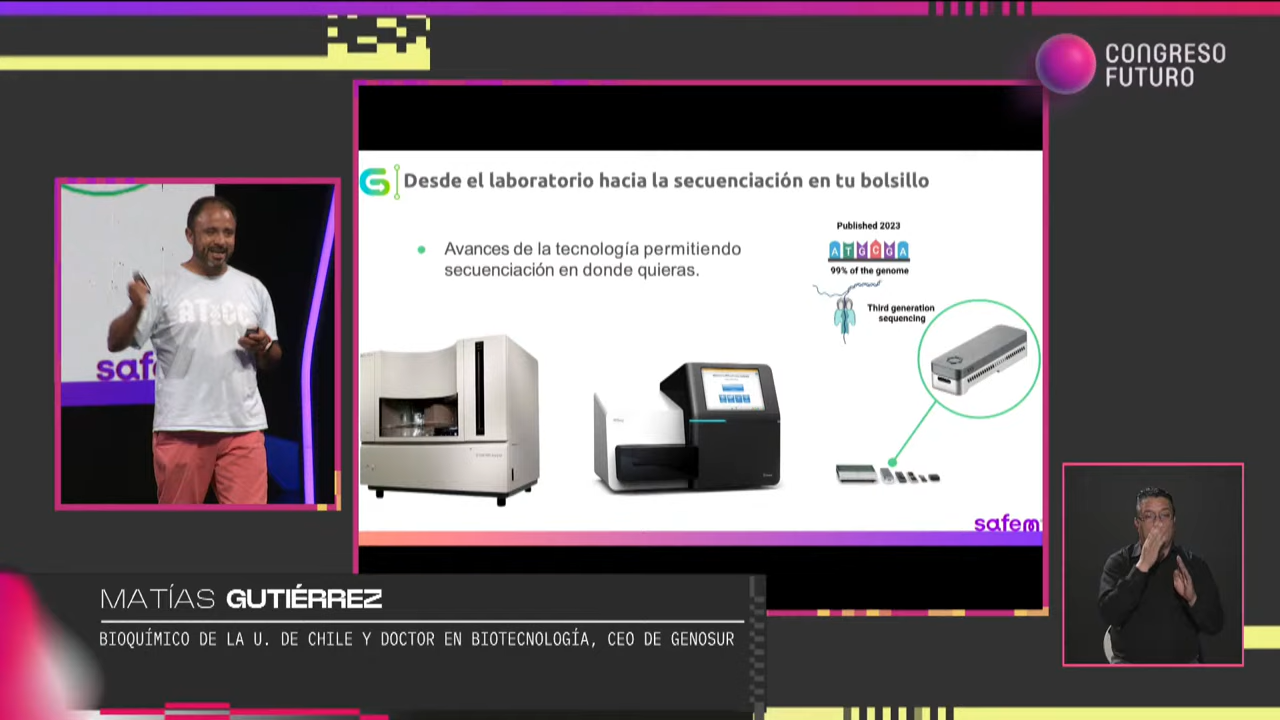 CONGRESO
FUTURO
Desde el laboratorio hacia la secuenciación en tu bolsillo
Avances de la tecnología permitiendo
secuenciación en donde quieras.
Published 2023
ATGCGA
99% of the genome
Third generation
sequencing
safem
saf
MATÍAS GUTIÉRREZ
BIOQUÍMICO DE LA U. DE CHILE Y DOCTOR EN BIOTECNOLOGÍA, CEO DE GENOSUR